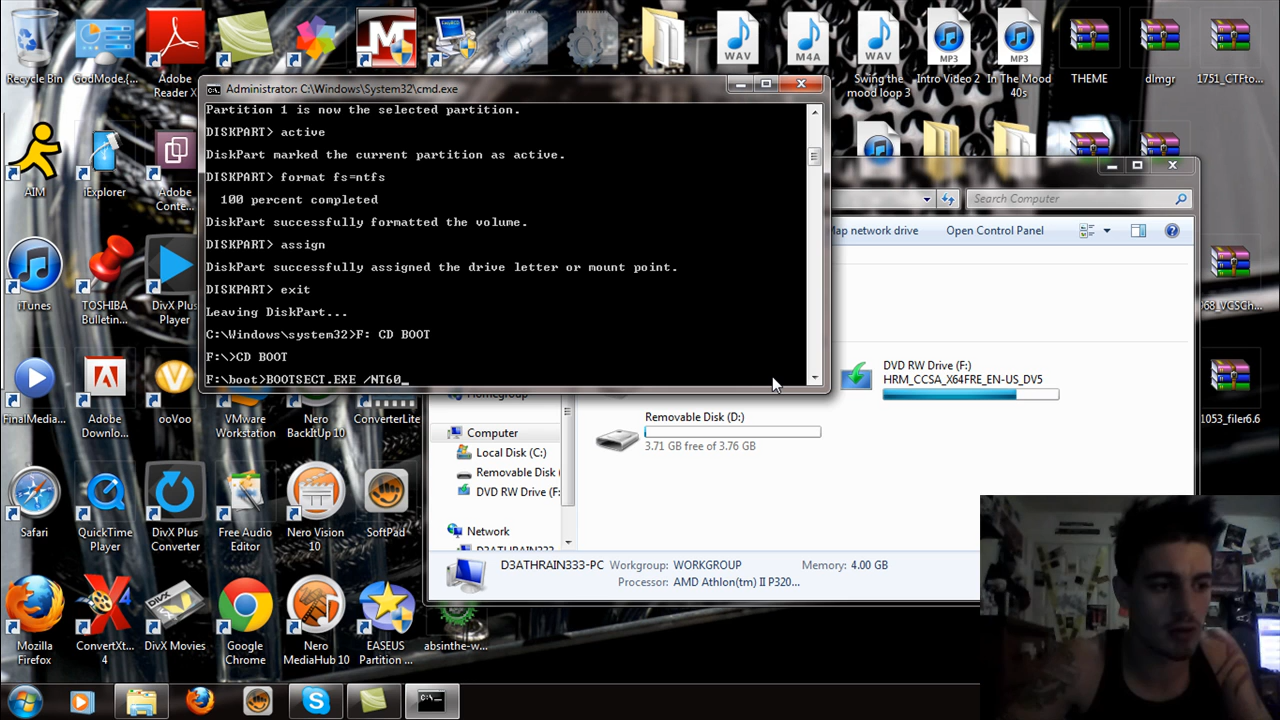 Recycle Bin
GodMode.{...
Adobe
Reader X
WAV
M4A
WAV
MP3
MP3
Swing the
mood loop 3
Intro Video 2
In The Mood
40s
THEME
dlmgr
1751_CTFto...
Administrator: C:\Windows\System32\cmd.exe
Partition 1 is now the selected partition.
DISKPART> active
DiskPart marked the current partition as active.
DISKPART> format fs=ntfs
100 percent completed
DiskPart successfully formatted the volume.
DISKPART> assign
DiskPart successfully assigned the drive letter or mount point.
DISKPART> exit
Leaving DiskPart...
C:\Windows\system32>F: CD BOOT
F:\>CD BOOT
F:\boot>BOOTSECT.EXE /NT60_
Search Computer
Map network drive
Open Control Panel
DVD RW Drive (F:)
HRM_CCSA_X64FRE_EN-US_DV5
Removable Disk (D:)
3.71 GB free of 3.76 GB
Homegroup
Computer
Local Disk (C:)
Removable Disk (
DVD RW Drive (F:
Network
D3ATHRAIN333
D3ATHRAIN333-PC
Workgroup: WORKGROUP
Memory: 4.00 GB
Processor: AMD Athlon(tm) II P320...
AIM
iExplorer
Adobe
Conte...
iTunes
TOSHIBA
Bulletin...
DivX Plus
Player
968_VGSGh...
FinalMedia...
Adobe
Downlo...
ooVoo
VMware
Workstation
Nero
BackItUp 10
ConverterLite
1053_filer6.6
Safari
QuickTime
Player
DivX Plus
Converter
Free Audio
Editor
Nero Vision
10
SoftPad
Mozilla
Firefox
ConvertXt...
4
DivX Movies
Google
Chrome
Nero
MediaHub 10
EASEUS
Partition ...
absinthe-w...